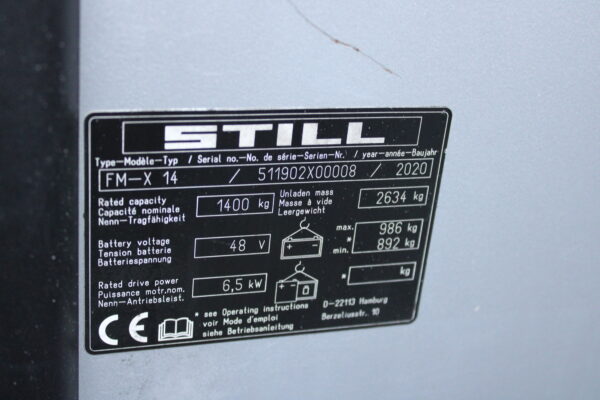 STILL
Type-Modèle-Typ / Serial no.-No. de série-Serien-Nr. / year-année-Baujahr
FM-X 14 / 511902X00008 / 2020
Rated capacity
Capacité nominale
Nenn-Tragfähigkeit
1400 kg
Unladen mass
Masse à vide
Leergewicht
2634 kg
Battery voltage
Tension batterie
Batteriespannung
48 V
max. 986 kg
*
min. 892 kg
Rated drive power
Puissance motr.nom.
Nenn-Antriebsleist.
6,5 kW
* kg
CE
* see Operating instructions
voir Mode d'emploi
siehe Betriebsanleitung
D-22113 Hamburg
Berzeliusstr. 10